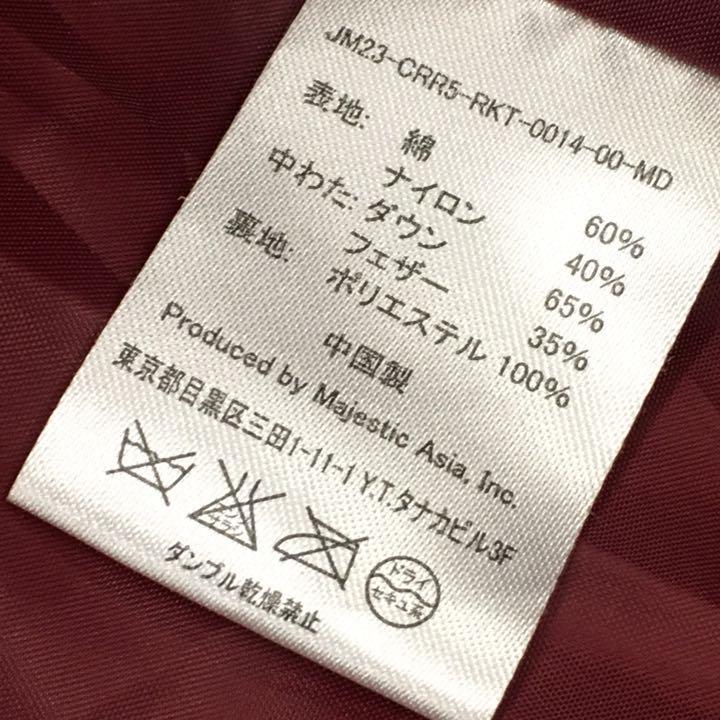 JM23-CRR5-RKT-0014-00-MD
表地: 綿 60%
ナイロン 40%
中わた: ダウン 65%
フェザー 35%
裏地: ポリエステル 100%
中国製
Produced by Majestic Asia, Inc.
東京都目黒区三田1-11-1 Y.T.タナカビル3F
ドライ
セキユ系
タンブル乾燥禁止